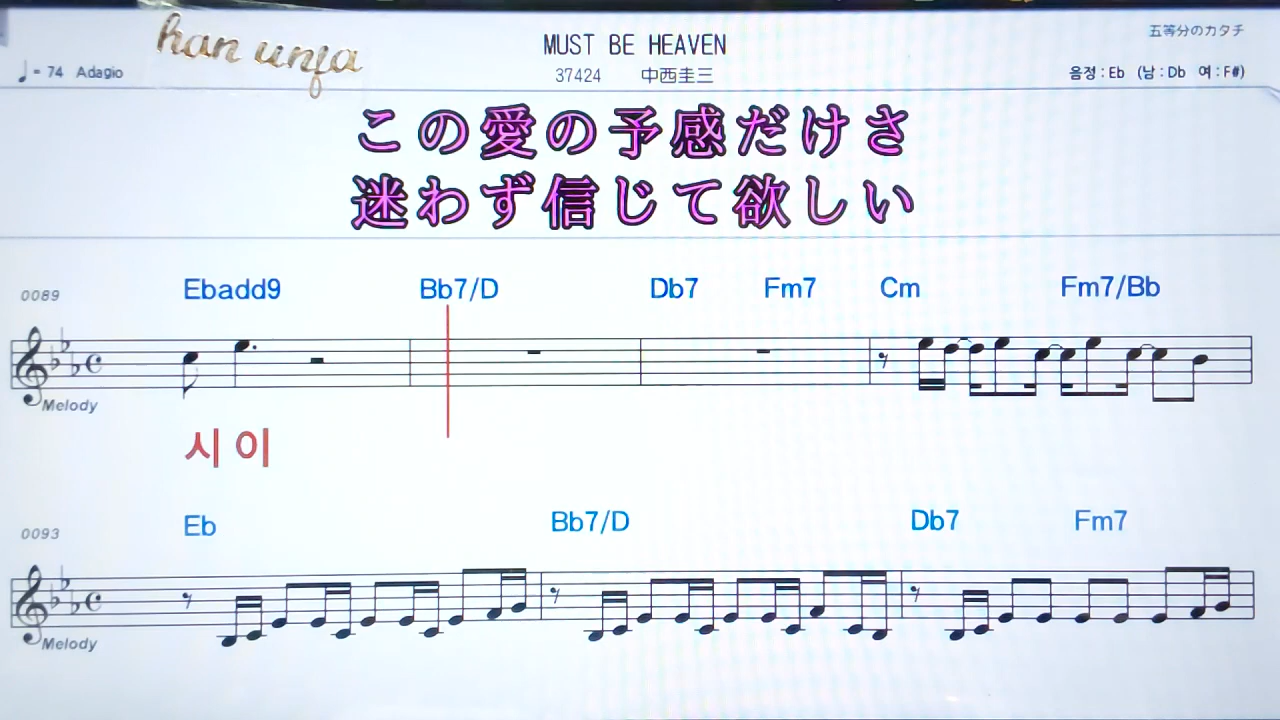 han unja
MUST BE HEAVEN
五等分のカタチ
♩= 74 Adagio
37424 中西圭三
음정 : Eb (남 : Db 여 : F#)
この愛の予感だけさ
迷わず信じて欲しい
0089 Ebadd9 Bb7/D Db7 Fm7 Cm Fm7/Bb
Melody
시 이
0093 Eb Bb7/D Db7 Fm7
Melody